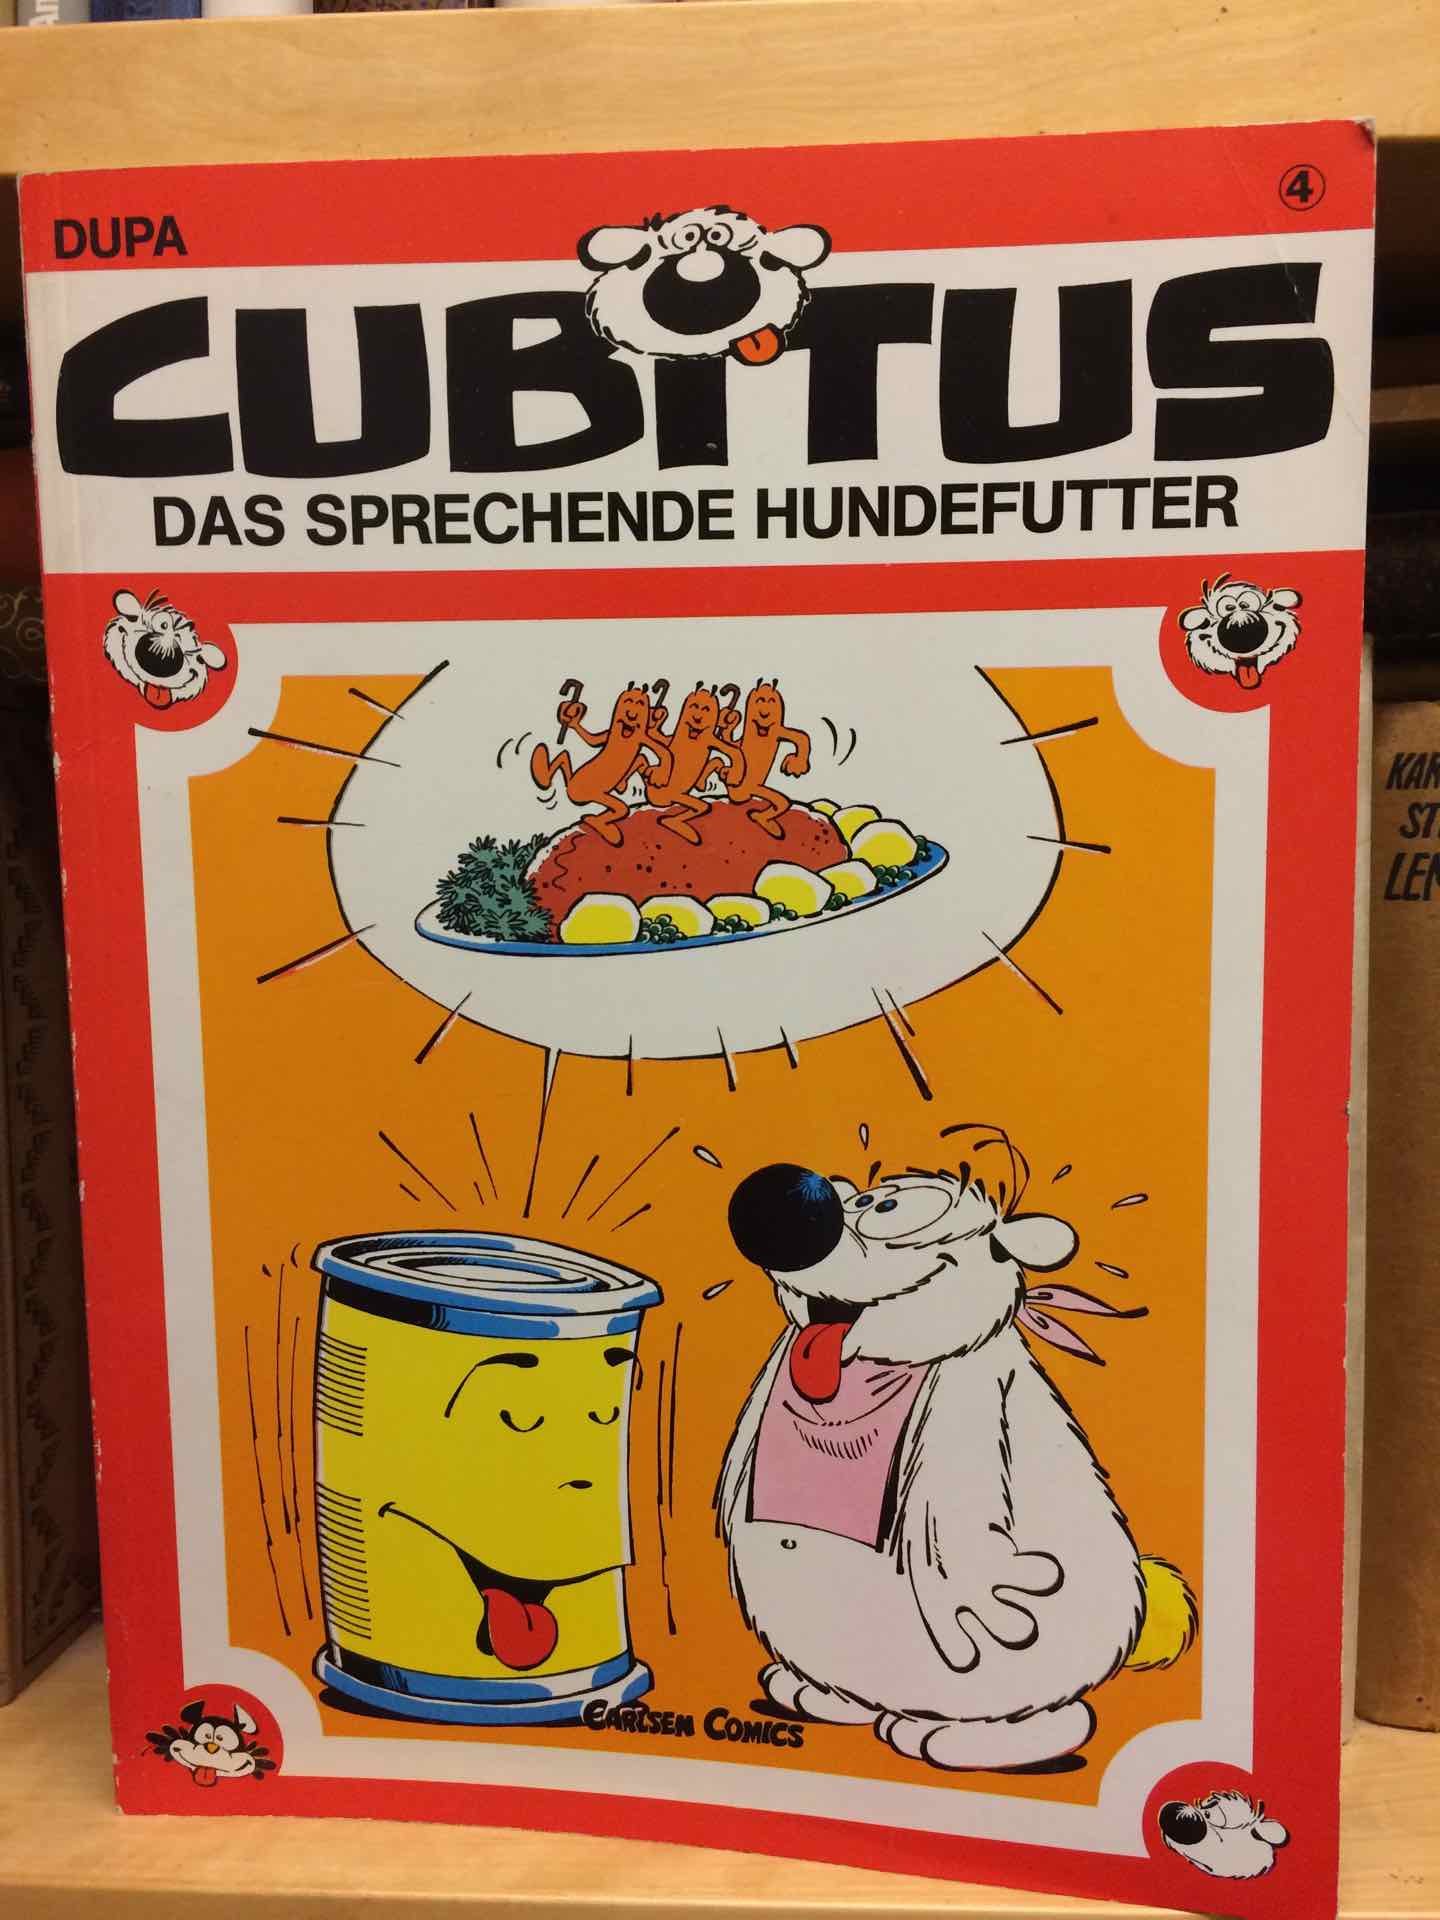 DUPA
4
CUBITUS
DAS SPRECHENDE HUNDEFUTTER
CARLSEN COMICS